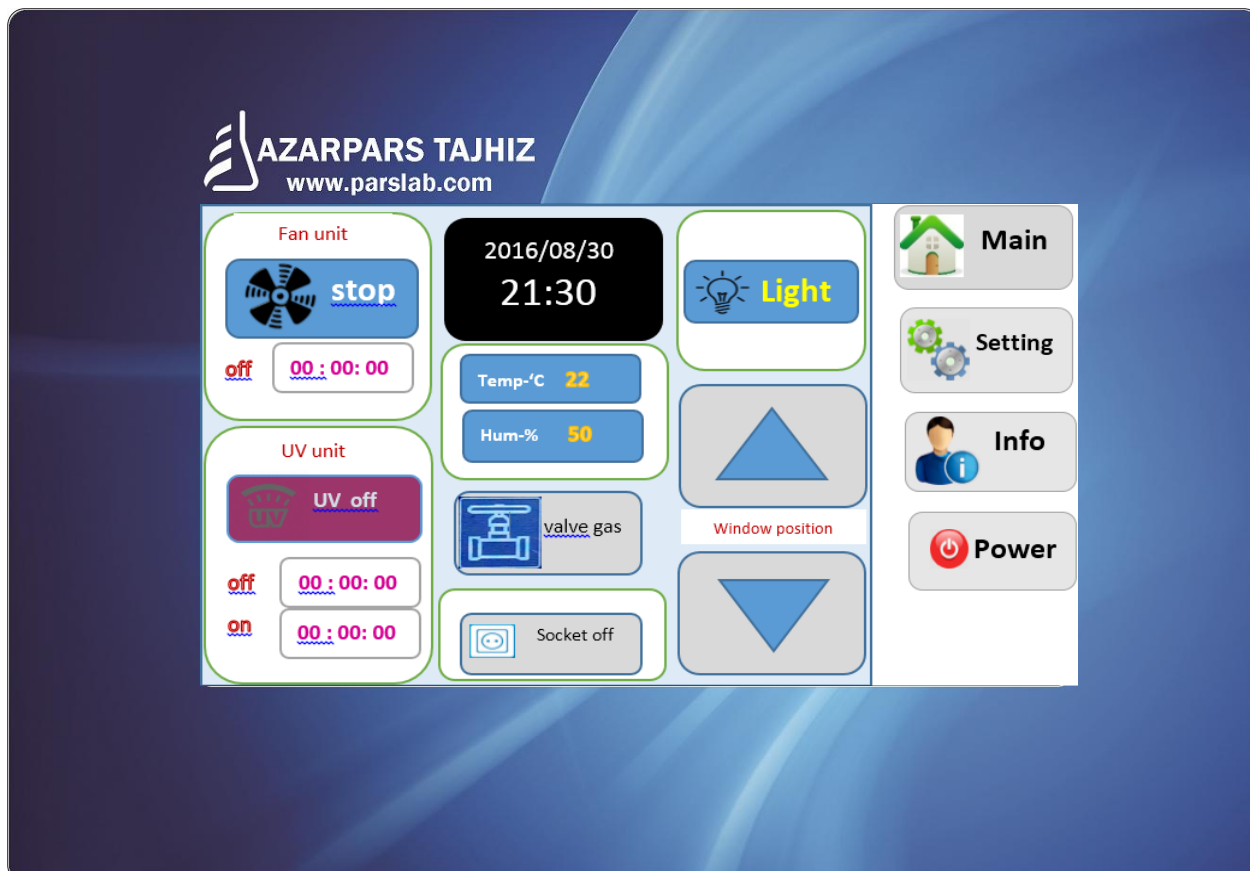 AZARPARS TAJHIZ
www.parslab.com
Fan unit
stop
off 00 : 00: 00
UV unit
UV off
UV
off 00 : 00: 00
on 00 : 00: 00
2016/08/30
21:30
Temp-‘C 22
Hum-% 50
valve gas
Socket off
Light
Window position
Main
Setting
Info
i
Power